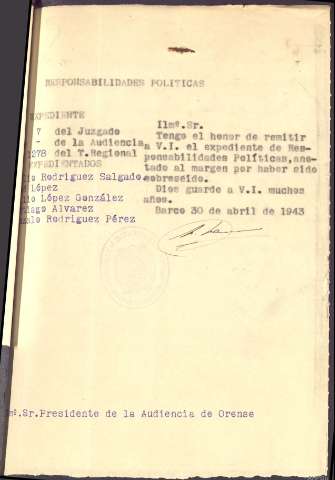 RESPONSABILIDADES POLITICAS
EXPEDIENTE
7 del Juzgado
- de la Audiencia
278 del T.Regional
EXPEDIENTADOS
Rodriguez Salgado
López
López González
Alvarez
Rodriguez Pérez
Ilmº.Sr.
Tengo el honor de remitir
a V.I. el expediente de Res-
ponsabilidades Políticas,ano-
tado al margen por haber sido
sobreseido.
Dios guarde a V.I. muchos
años.
Barco 30 de abril de 1943
mº.Sr.Presidente de la Audiencia de Orense